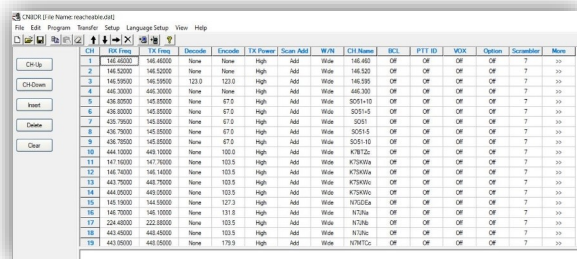 CN8IDR [File Name: reacheable.dat]
File Edit Program Transfer Setup Language Setup View Help
CH RX Freq TX Freq Decode Encode TX Power Scan Add W/N CH.Name BCL PTT ID VOX Option Scrambler More
CH-Up
CH-Down
Insert
Delete
Clear
1 146.46000 146.46000 None None High Add Wide 146.460 Off Off Off Off 7 >>
2 146.52000 146.52000 None None High Add Wide 146.520 Off Off Off Off 7 >>
3 146.59500 146.59500 123.0 123.0 High Add Wide 146.595 Off Off Off Off 7 >>
4 446.30000 446.30000 None None High Add Wide 446.300 Off Off Off Off 7 >>
5 436.80500 145.85000 None 67.0 High Add Wide SO51+10 Off Off Off Off 7 >>
6 436.80000 145.85000 None 67.0 High Add Wide SO51+5 Off Off Off Off 7 >>
7 436.79500 145.85000 None 67.0 High Add Wide SO51 Off Off Off Off 7 >>
8 436.79000 145.85000 None 67.0 High Add Wide SO51-5 Off Off Off Off 7 >>
9 436.78500 145.85000 None 67.0 High Add Wide SO51-10 Off Off Off Off 7 >>
10 444.10000 449.10000 None 100.0 High Add Wide K7BTZc Off Off Off Off 7 >>
11 147.16000 147.76000 None 103.5 High Add Wide K7SKWa Off Off Off Off 7 >>
12 146.74000 146.14000 None 103.5 High Add Wide K7SKWa Off Off Off Off 7 >>
13 443.75000 448.75000 None 103.5 High Add Wide K7SKWc Off Off Off Off 7 >>
14 444.05000 449.05000 None 103.5 High Add Wide K7SKWc Off Off Off Off 7 >>
15 145.19000 144.59000 None 127.3 High Add Wide N7GDEa Off Off Off Off 7 >>
16 146.70000 146.10000 None 131.8 High Add Wide N7JNa Off Off Off Off 7 >>
17 224.48000 222.88000 None 103.5 High Add Wide N7JNb Off Off Off Off 7 >>
18 443.45000 448.45000 None 103.5 High Add Wide N7JNc Off Off Off Off 7 >>
19 443.05000 448.05000 None 179.9 High Add Wide N7MTCc Off Off Off Off 7 >>